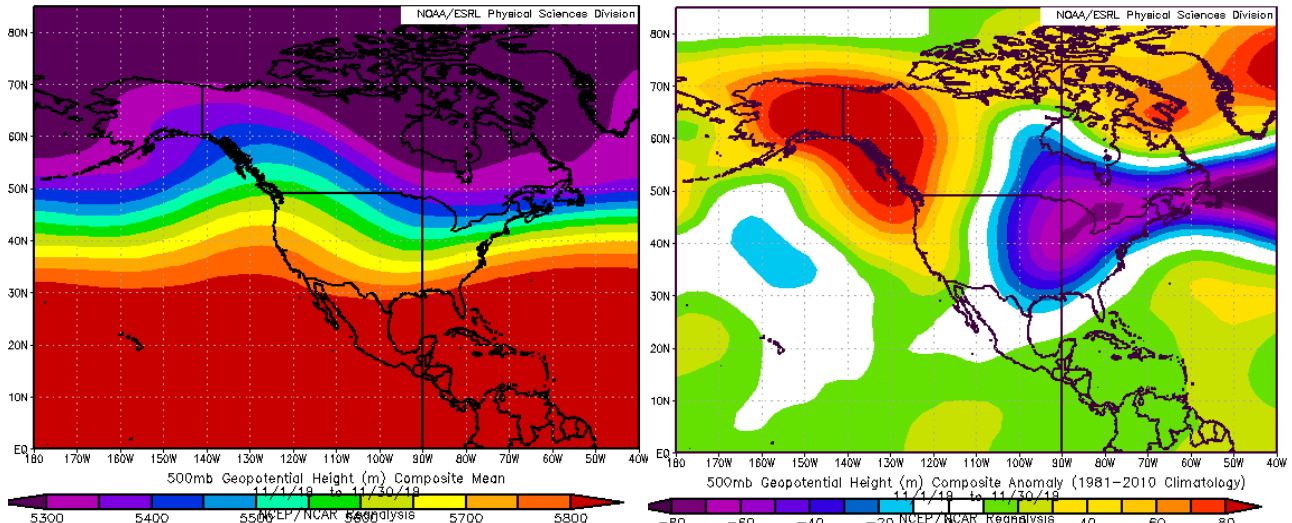 NOAA/ESRL Physical Sciences Division
80N
70N
60N
50N
40N
30N
20N
10N
EQ
180 170W 160W 150W 140W 130W 120W 110W 100W 90W 80W 70W 60W 50W 40W
500mb Geopotential Height (m) Composite Mean
11/1/18 to 11/30/18
NCEP/NCAR Reanalysis
5300 5400 5500 5600 5700 5800
NOAA/ESRL Physical Sciences Division
80N
70N
60N
50N
40N
30N
20N
10N
EQ
180 170W 160W 150W 140W 130W 120W 110W 100W 90W 80W 70W 60W 50W 40W
500mb Geopotential Height (m) Composite Anomaly (1981-2010 Climatology)
11/1/18 to 11/30/18
NCEP/NCAR Reanalysis
-80 -60 -40 -20 20 40 60 80